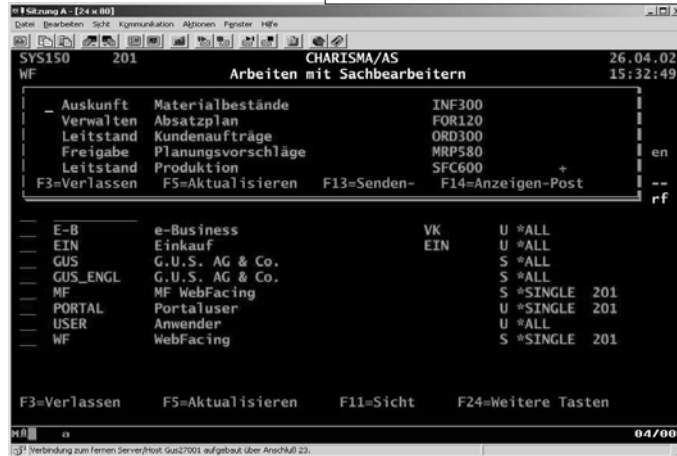 Sitzung A - [24 x 80]
Datei Bearbeiten Sicht Kommunikation Aktionen Fenster Hilfe
SYS150 201 CHARISMA/AS 26.04.02
WF Arbeiten mit Sachbearbeitern 15:32:49
_ Auskunft Materialbestände INF300
Verwalten Absatzplan FOR120
Leitstand Kundenaufträge ORD300
Freigabe Planungsvorschläge MRP580 en
Leitstand Produktion SFC600 +
F3=Verlassen F5=Aktualisieren F13=Senden- F14=Anzeigen-Post --
rf
E-B e-Business VK U *ALL
EIN Einkauf EIN U *ALL
GUS G.U.S. AG & Co. S *ALL
GUS_ENGL G.U.S. AG & Co. S *ALL
MF MF WebFacing S *SINGLE 201
PORTAL Portaluser U *SINGLE 201
USER Anwender U *ALL
WF WebFacing S *SINGLE 201
F3=Verlassen F5=Aktualisieren F11=Sicht F24=Weitere Tasten
MA a 04/00
Verbindung zum fernen Server/Host Gus27001 aufgebaut über Anschluß 23.